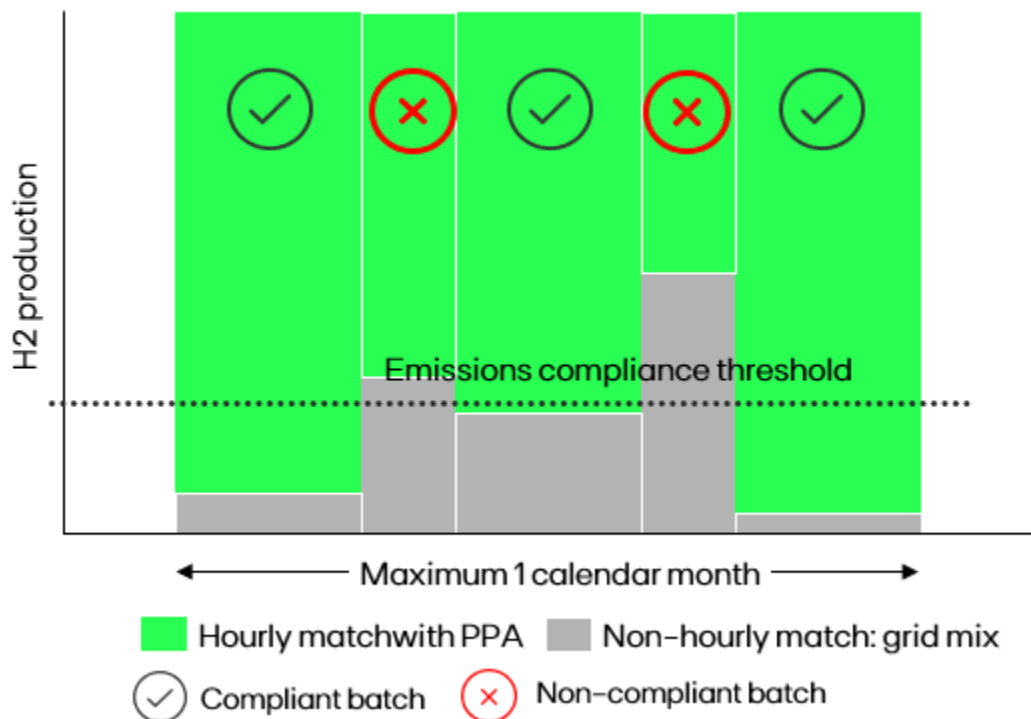 H2 production
Emissions compliance threshold
Maximum 1 calendar month
Hourly matchwith PPA
Non-hourly match: grid mix
Compliant batch
Non-compliant batch